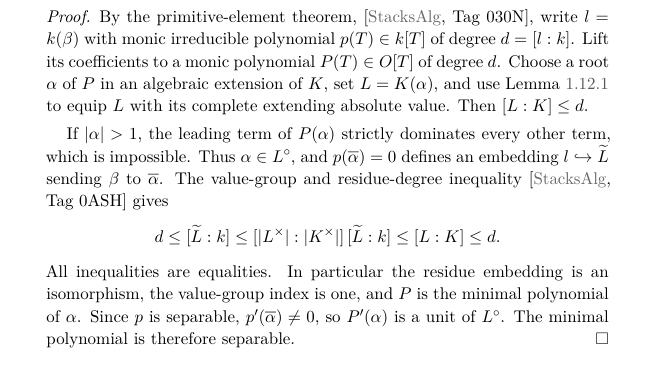 Proof. By the primitive-element theorem, [StacksAlg, Tag 030N], write l =
k(β) with monic irreducible polynomial p(T) ∈ k[T] of degree d = [l : k]. Lift
its coefficients to a monic polynomial P(T) ∈ O[T] of degree d. Choose a root
α of P in an algebraic extension of K, set L = K(α), and use Lemma 1.12.1
to equip L with its complete extending absolute value. Then [L : K] ≤ d.
If |α| > 1, the leading term of P(α) strictly dominates every other term,
which is impossible. Thus α ∈ L°, and p(α̅) = 0 defines an embedding l ↪ L̃
sending β to α̅. The value-group and residue-degree inequality [StacksAlg,
Tag 0ASH] gives
d ≤ [L̃ : k] ≤ [|L×| : |K×|] [L̃ : k] ≤ [L : K] ≤ d.
All inequalities are equalities. In particular the residue embedding is an
isomorphism, the value-group index is one, and P is the minimal polynomial
of α. Since p is separable, p′(α̅) ≠ 0, so P′(α) is a unit of L°. The minimal
polynomial is therefore separable. □